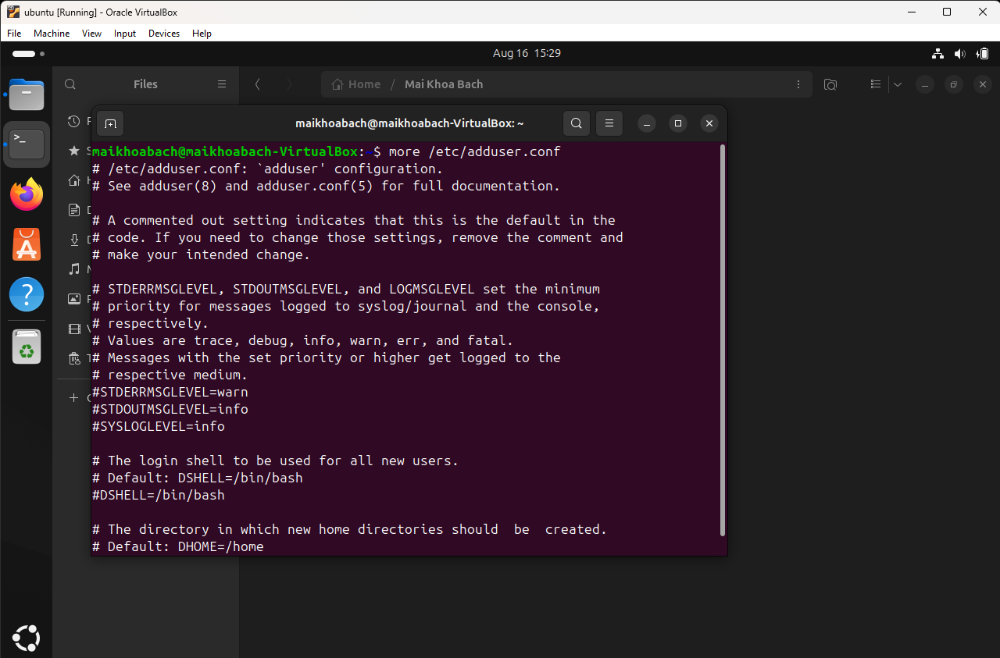 ubuntu [Running] - Oracle VirtualBox
File Machine View Input Devices Help
Aug 16 15:29
Files
Home / Mai Khoa Bach
maikhoabach@maikhoabach-VirtualBox: ~
maikhoabach@maikhoabach-VirtualBox:~$ more /etc/adduser.conf
# /etc/adduser.conf: `adduser' configuration.
# See adduser(8) and adduser.conf(5) for full documentation.
# A commented out setting indicates that this is the default in the
# code. If you need to change those settings, remove the comment and
# make your intended change.
# STDERRMSGLEVEL, STDOUTMSGLEVEL, and LOGMSGLEVEL set the minimum
# priority for messages logged to syslog/journal and the console,
# respectively.
# Values are trace, debug, info, warn, err, and fatal.
# Messages with the set priority or higher get logged to the
# respective medium.
#STDERRMSGLEVEL=warn
#STDOUTMSGLEVEL=info
#SYSLOGLEVEL=info
# The login shell to be used for all new users.
# Default: DSHELL=/bin/bash
#DSHELL=/bin/bash
# The directory in which new home directories should  be  created.
# Default: DHOME=/home